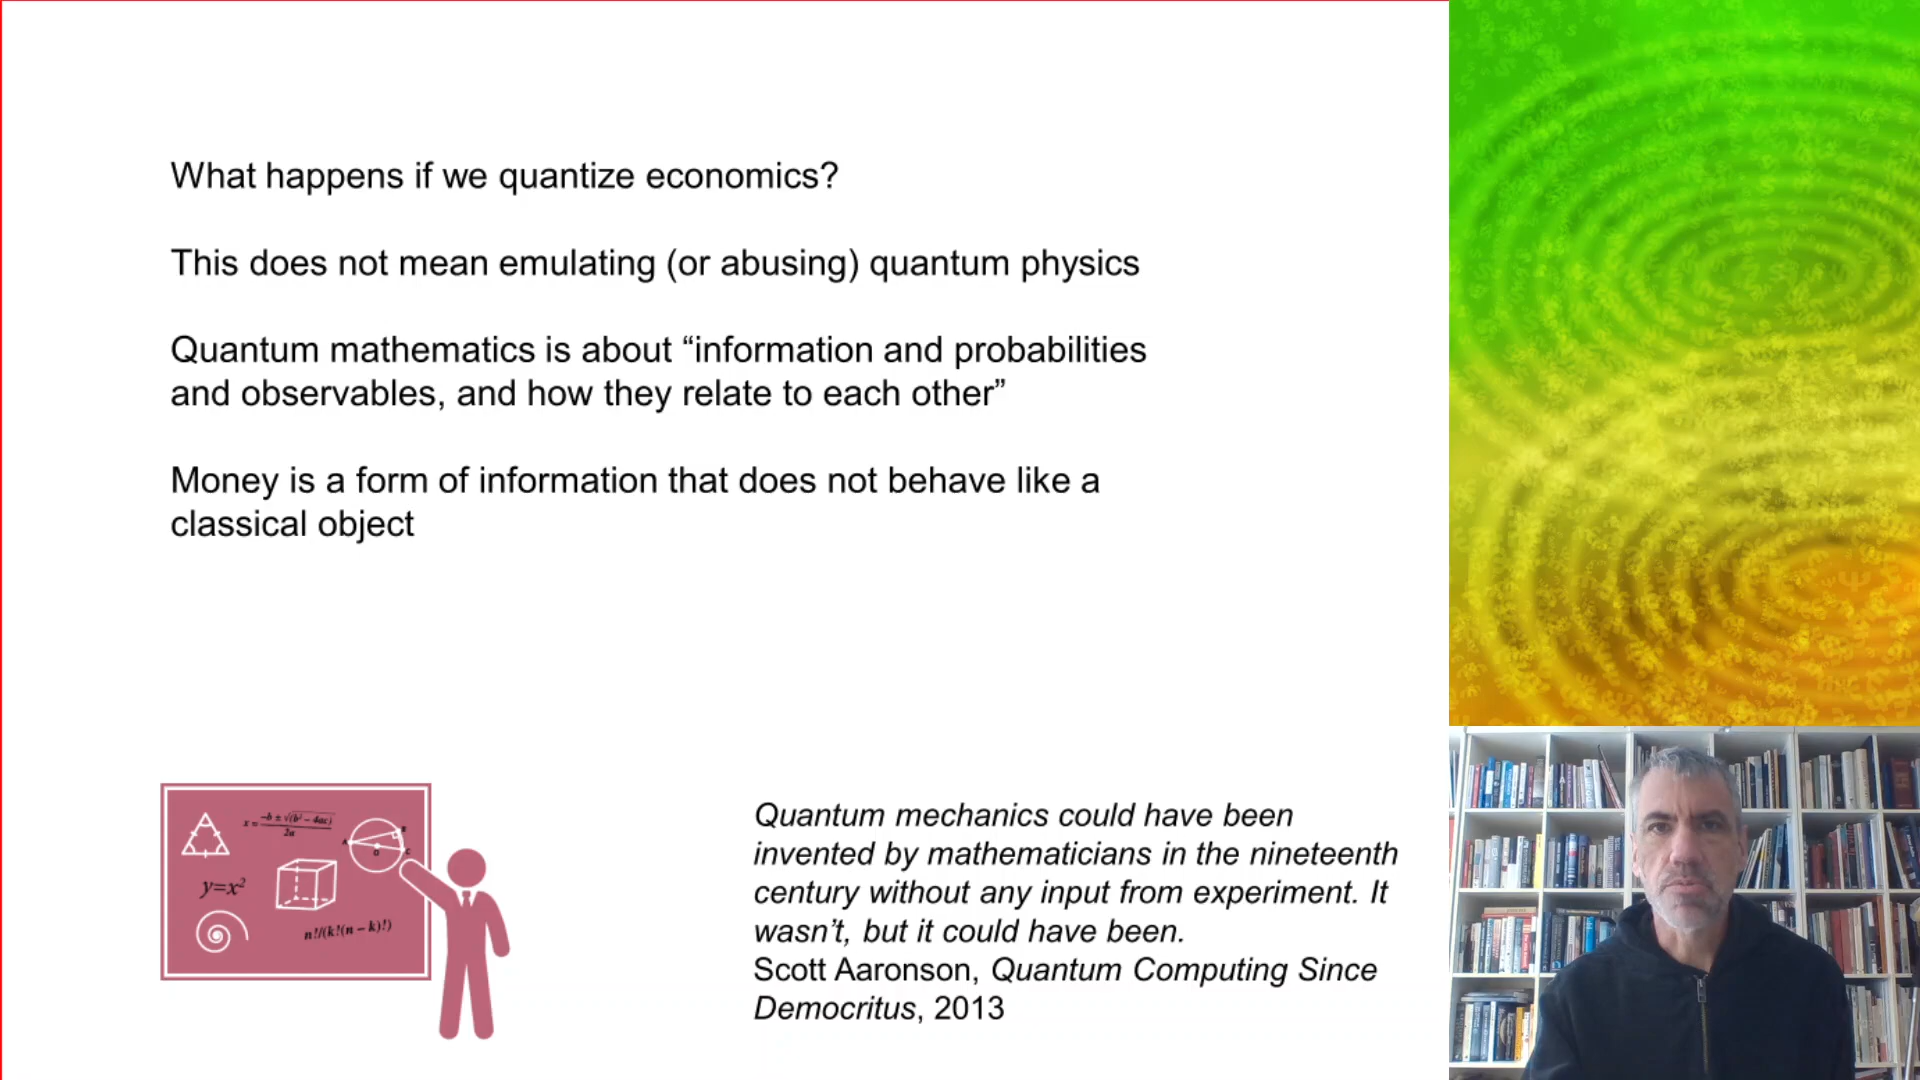 What happens if we quantize economics?
This does not mean emulating (or abusing) quantum physics
Quantum mathematics is about “information and probabilities
and observables, and how they relate to each other”
Money is a form of information that does not behave like a
classical object
x = −b ± √(b² − 4ac) / 2a
A
B
C
O
y=x²
n!/(k!(n − k)!)
Quantum mechanics could have been
invented by mathematicians in the nineteenth
century without any input from experiment. It
wasn’t, but it could have been.
Scott Aaronson, Quantum Computing Since
Democritus, 2013